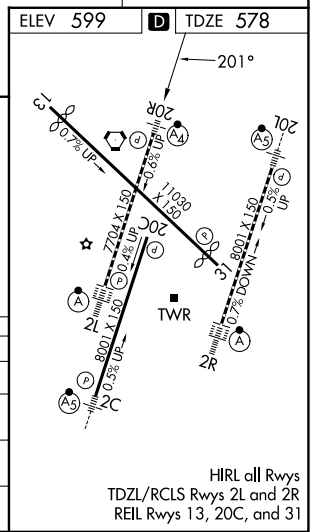 ELEV 599
D
TDZE 578
201°
13
0.7% UP
20R
A4
P
0.6% UP
A5
20L
P
0.5% UP
11030 X 150
7704 X 150
0.4% UP
20C
P
P
31
8001 X 150
0.7% DOWN
A
P
2L
TWR
8001 X 150
0.5% UP
P
A5
2C
2R
A
HIRL all Rwys
TDZL/RCLS Rwys 2L and 2R
REIL Rwys 13, 20C, and 31